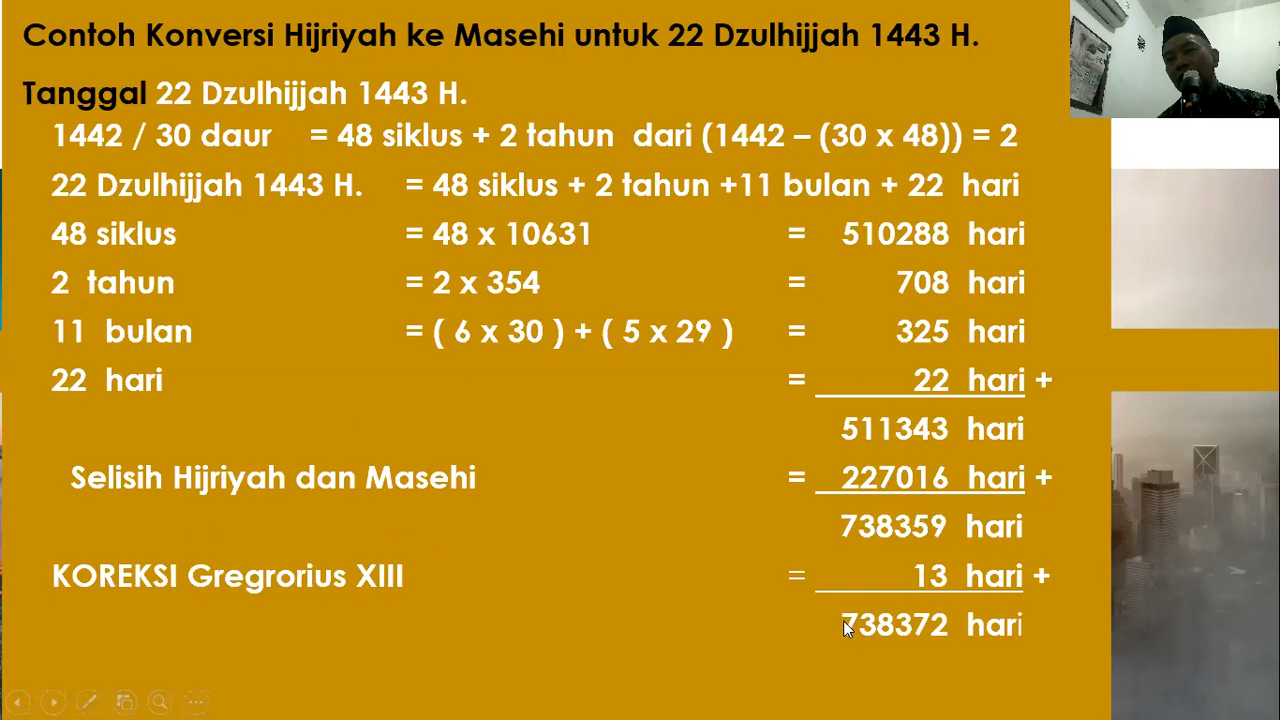 Contoh Konversi Hijriyah ke Masehi untuk 22 Dzulhijjah 1443 H.
Tanggal 22 Dzulhijjah 1443 H.
1442 / 30 daur = 48 siklus + 2 tahun dari (1442 – (30 x 48)) = 2
22 Dzulhijjah 1443 H. = 48 siklus + 2 tahun +11 bulan + 22 hari
48 siklus = 48 x 10631 = 510288 hari
2 tahun = 2 x 354 = 708 hari
11 bulan = ( 6 x 30 ) + ( 5 x 29 ) = 325 hari
22 hari = 22 hari +
511343 hari
Selisih Hijriyah dan Masehi = 227016 hari +
738359 hari
KOREKSI Gregrorius XIII = 13 hari +
738372 hari